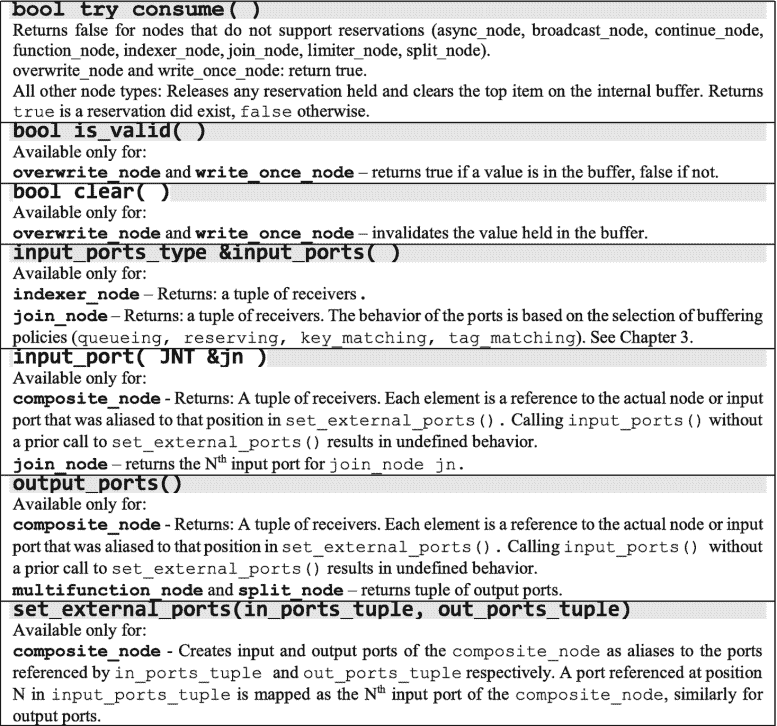 bool try_consume( )
Returns false for nodes that do not support reservations (async_node, broadcast_node, continue_node,
function_node, indexer_node, join_node, limiter_node, split_node).
overwrite_node and write_once_node: return true.
All other node types: Releases any reservation held and clears the top item on the internal buffer. Returns
true is a reservation did exist, false otherwise.
bool is_valid( )
Available only for:
overwrite_node and write_once_node – returns true if a value is in the buffer, false if not.
bool clear( )
Available only for:
overwrite_node and write_once_node – invalidates the value held in the buffer.
input_ports_type &input_ports( )
Available only for:
indexer_node – Returns: a tuple of receivers.
join_node – Returns: a tuple of receivers. The behavior of the ports is based on the selection of buffering
policies (queueing, reserving, key_matching, tag_matching). See Chapter 3.
input_port( JNT &jn )
Available only for:
composite_node - Returns: A tuple of receivers. Each element is a reference to the actual node or input
port that was aliased to that position in set_external_ports(). Calling input_ports() without
a prior call to set_external_ports() results in undefined behavior.
join_node – returns the Nth input port for join_node jn.
output_ports()
Available only for:
composite_node - Returns: A tuple of receivers. Each element is a reference to the actual node or input
port that was aliased to that position in set_external_ports(). Calling input_ports() without
a prior call to set_external_ports() results in undefined behavior.
multifunction_node and split_node – returns tuple of output ports.
set_external_ports(in_ports_tuple, out_ports_tuple)
Available only for:
composite_node - Creates input and output ports of the composite_node as aliases to the ports
referenced by in_ports_tuple and out_ports_tuple respectively. A port referenced at position
N in input_ports_tuple is mapped as the Nth input port of the composite_node, similarly for
output ports.